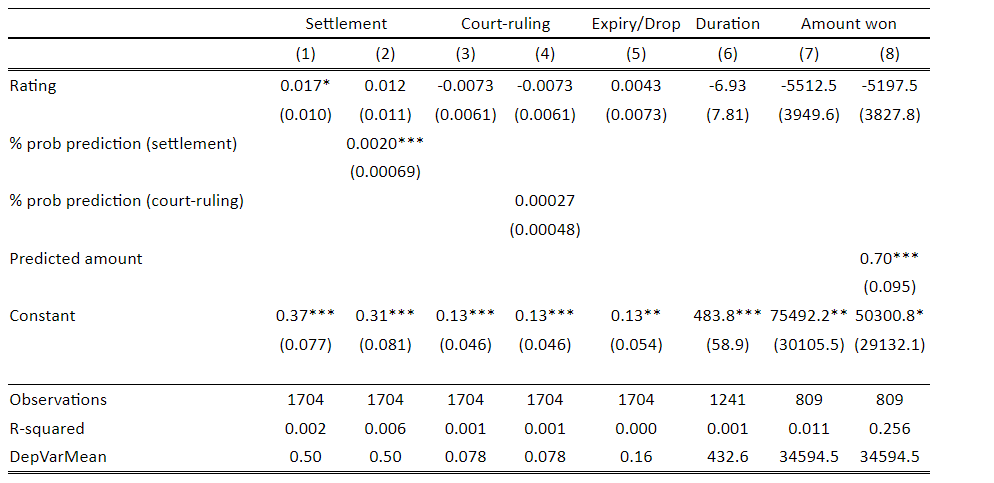 Settlement Court-ruling Expiry/Drop Duration Amount won
(1) (2) (3) (4) (5) (6) (7) (8)
Rating 0.017* 0.012 -0.0073 -0.0073 0.0043 -6.93 -5512.5 -5197.5
(0.010) (0.011) (0.0061) (0.0061) (0.0073) (7.81) (3949.6) (3827.8)
% prob prediction (settlement) 0.0020***
(0.00069)
% prob prediction (court-ruling) 0.00027
(0.00048)
Predicted amount 0.70***
(0.095)
Constant 0.37*** 0.31*** 0.13*** 0.13*** 0.13** 483.8*** 75492.2** 50300.8*
(0.077) (0.081) (0.046) (0.046) (0.054) (58.9) (30105.5) (29132.1)
Observations 1704 1704 1704 1704 1704 1241 809 809
R-squared 0.002 0.006 0.001 0.001 0.000 0.001 0.011 0.256
DepVarMean 0.50 0.50 0.078 0.078 0.16 432.6 34594.5 34594.5